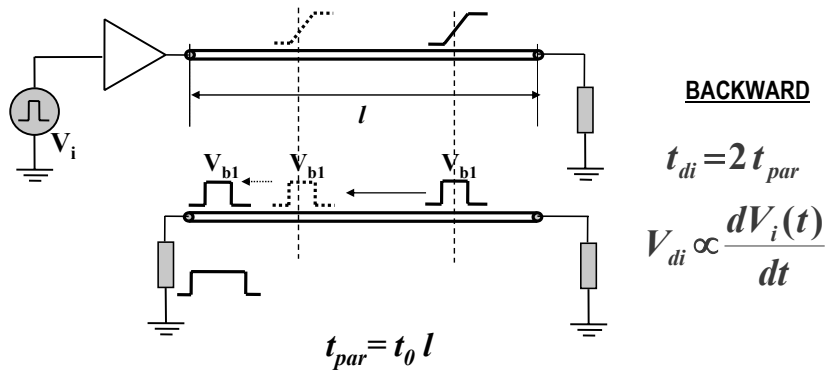 V_i
l
BACKWARD
V_b1 V_b1 V_b1
t_di = 2 t_par
V_di ∝ dV_i(t)/dt
t_par = t_0 l